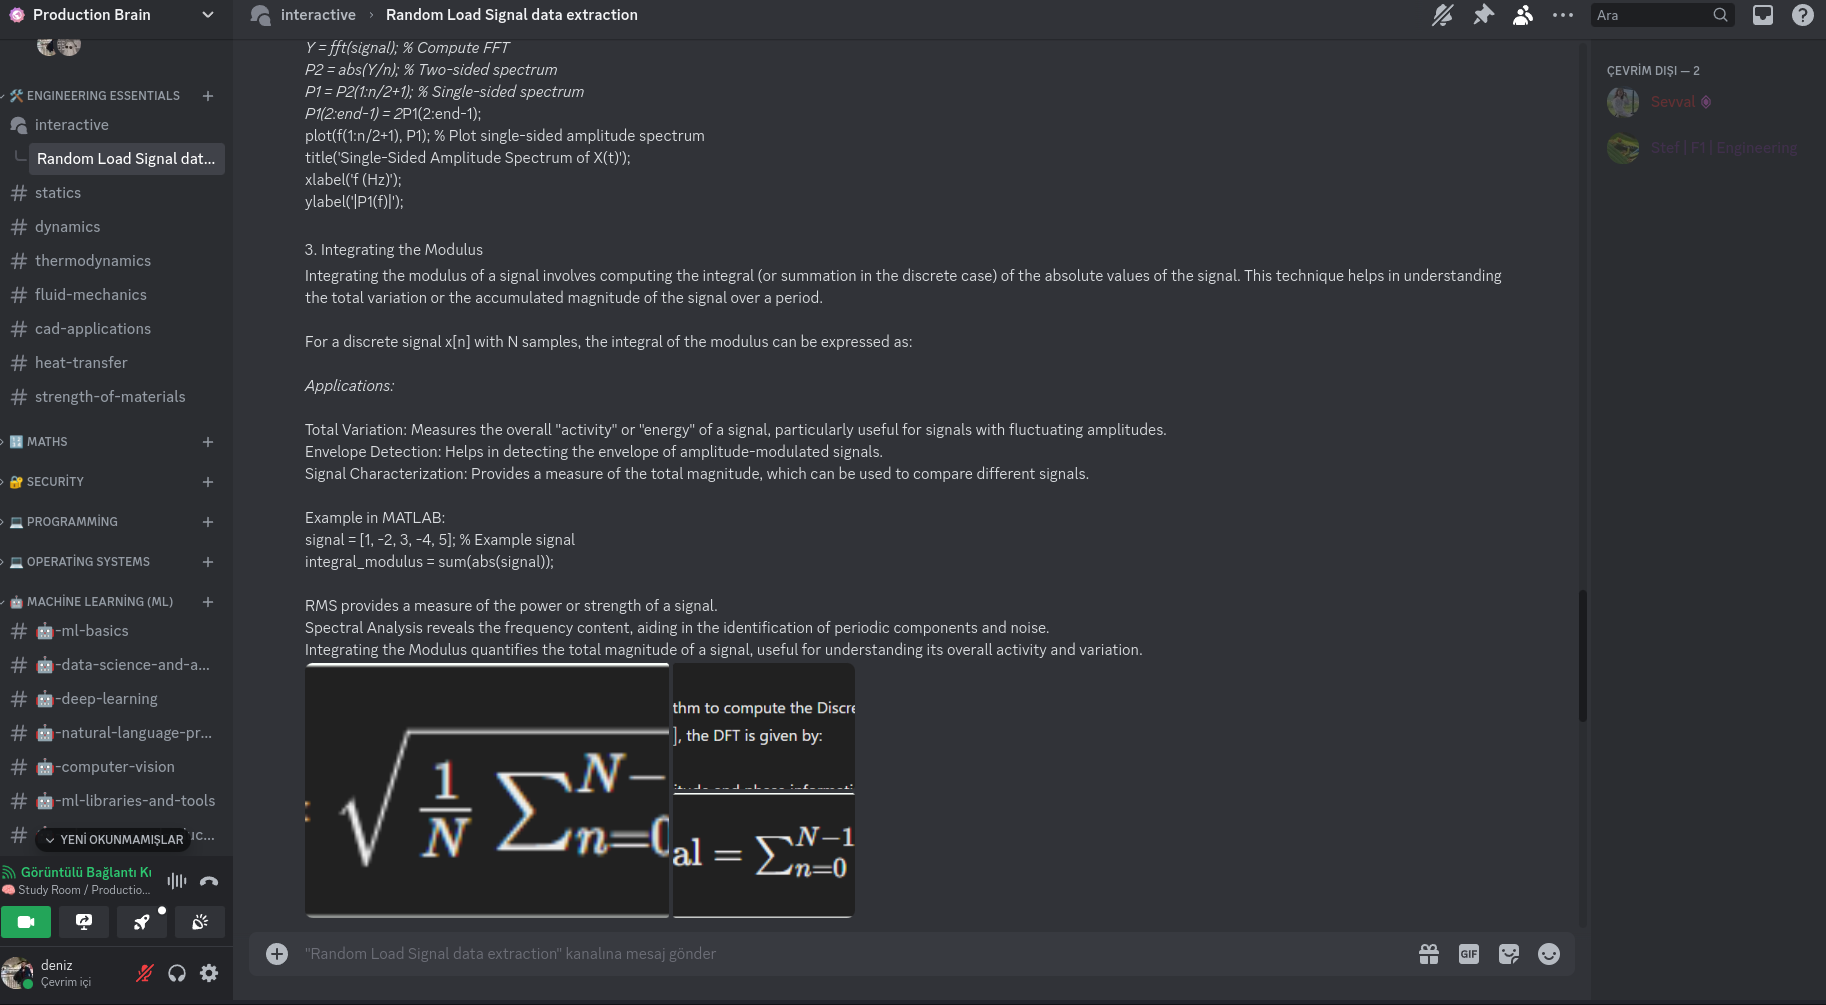 Production Brain
ENGINEERING ESSENTIALS
interactive
Random Load Signal dat...
statics
dynamics
thermodynamics
fluid-mechanics
cad-applications
heat-transfer
strength-of-materials
MATHS
SECURİTY
PROGRAMMİNG
OPERATİNG SYSTEMS
MACHİNE LEARNİNG (ML)
-ml-basics
-data-science-and-a...
-deep-learning
-natural-language-pr...
-computer-vision
-ml-libraries-and-tools
YENİ OKUNMAMIŞLAR
uc...
Görüntülü Bağlantı Kı
Study Room / Productio...
deniz
Çevrim içi
interactive › Random Load Signal data extraction
Ara
Y = fft(signal); % Compute FFT
P2 = abs(Y/n); % Two-sided spectrum
P1 = P2(1:n/2+1); % Single-sided spectrum
P1(2:end-1) = 2P1(2:end-1);
plot(f(1:n/2+1), P1); % Plot single-sided amplitude spectrum
title('Single-Sided Amplitude Spectrum of X(t)');
xlabel('f (Hz)');
ylabel('|P1(f)|');
3. Integrating the Modulus
Integrating the modulus of a signal involves computing the integral (or summation in the discrete case) of the absolute values of the signal. This technique helps in understanding
the total variation or the accumulated magnitude of the signal over a period.
For a discrete signal x[n] with N samples, the integral of the modulus can be expressed as:
Applications:
Total Variation: Measures the overall "activity" or "energy" of a signal, particularly useful for signals with fluctuating amplitudes.
Envelope Detection: Helps in detecting the envelope of amplitude-modulated signals.
Signal Characterization: Provides a measure of the total magnitude, which can be used to compare different signals.
Example in MATLAB:
signal = [1, -2, 3, -4, 5]; % Example signal
integral_modulus = sum(abs(signal));
RMS provides a measure of the power or strength of a signal.
Spectral Analysis reveals the frequency content, aiding in the identification of periodic components and noise.
Integrating the Modulus quantifies the total magnitude of a signal, useful for understanding its overall activity and variation.
√ 1/N ∑ N− n=0
thm to compute the Discre
], the DFT is given by:
al = ∑ N−1 n=0
"Random Load Signal data extraction" kanalına mesaj gönder
GIF
ÇEVRİM DIŞI — 2
Sevval
Stef | F1 | Engineering